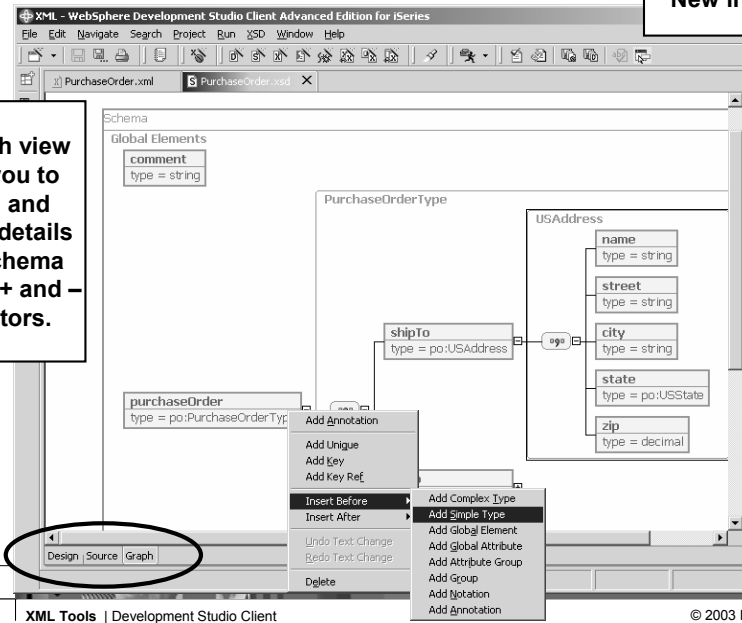 New i
XML - WebSphere Development Studio Client Advanced Edition for iSeries
File Edit Navigate Search Project Run XSD Window Help
PurchaseOrder.xml PurchaseOrder.xsd
h view
you to
and
details
chema
+ and –
tors.
Schema
Global Elements
comment
type = string
PurchaseOrderType
USAddress
name
type = string
street
type = string
shipTo
type = po:USAddress
city
type = string
state
type = po:USState
zip
type = decimal
purchaseOrder
type = po:PurchaseOrderTyp
Add Annotation
Add Unique
Add Key
Add Key Ref
Insert Before
Insert After
Undo Text Change
Redo Text Change
Delete
Add Complex Type
Add Simple Type
Add Global Element
Add Global Attribute
Add Attribute Group
Add Group
Add Notation
Add Annotation
Design Source Graph
XML Tools | Development Studio Client
© 2003